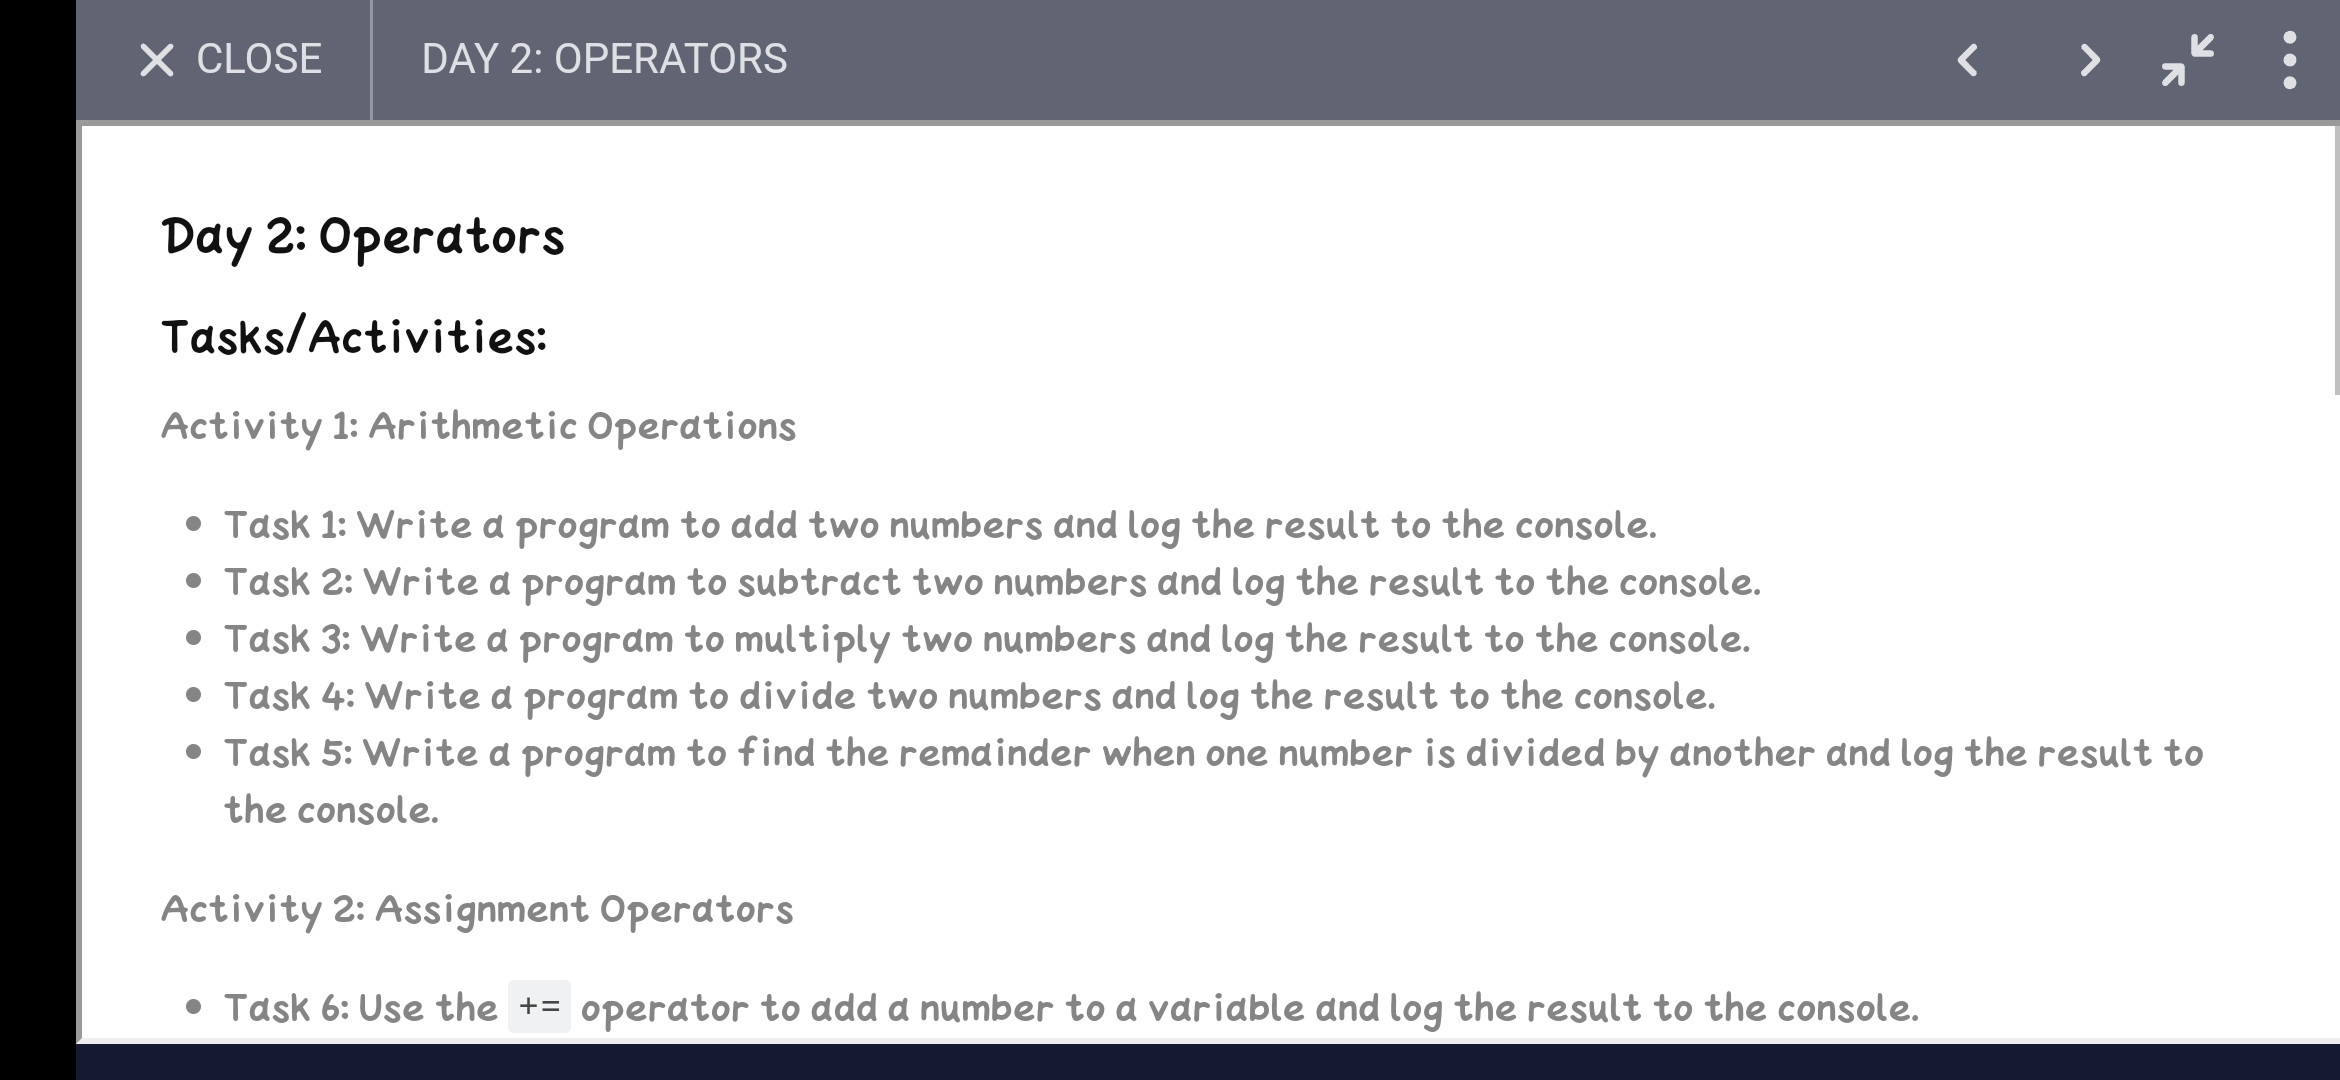 CLOSE
DAY 2: OPERATORS
Day 2: Operators
Tasks/Activities:
Activity 1: Arithmetic Operations
Task 1: Write a program to add two numbers and log the result to the console.
Task 2: Write a program to subtract two numbers and log the result to the console.
Task 3: Write a program to multiply two numbers and log the result to the console.
Task 4: Write a program to divide two numbers and log the result to the console.
Task 5: Write a program to find the remainder when one number is divided by another and log the result to
the console.
Activity 2: Assignment Operators
Task 6: Use the += operator to add a number to a variable and log the result to the console.